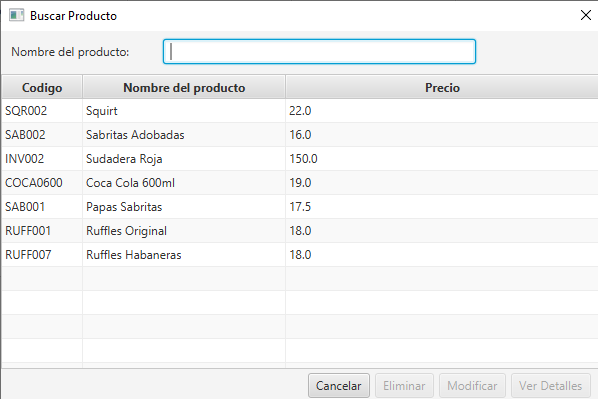 Buscar Producto
Nombre del producto:
Codigo Nombre del producto Precio
SQR002 Squirt 22.0
SAB002 Sabritas Adobadas 16.0
INV002 Sudadera Roja 150.0
COCA0600 Coca Cola 600ml 19.0
SAB001 Papas Sabritas 17.5
RUFF001 Ruffles Original 18.0
RUFF007 Ruffles Habaneras 18.0
Cancelar Eliminar Modificar Ver Detalles